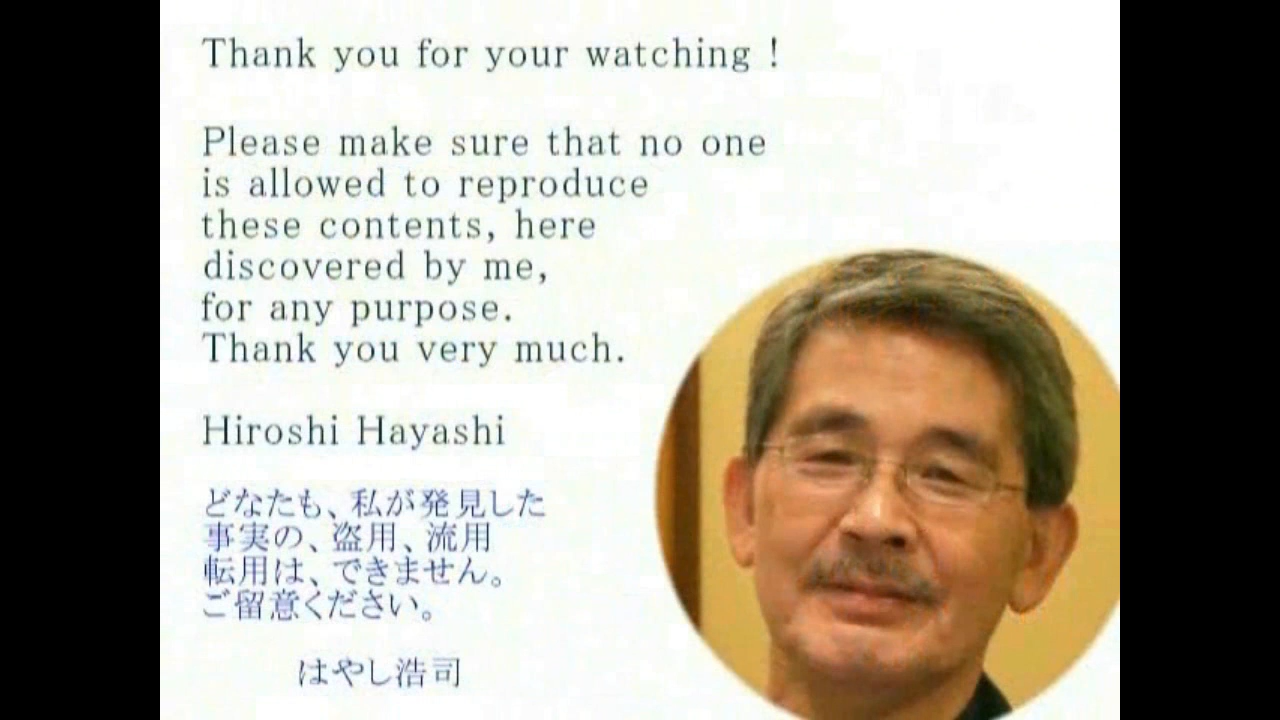 Thank you for your watching !
Please make sure that no one
is allowed to reproduce
these contents, here
discovered by me,
for any purpose.
Thank you very much.
Hiroshi Hayashi
どなたも、私が発見した
事実の、盗用、流用
転用は、できません。
ご留意ください。
はやし浩司